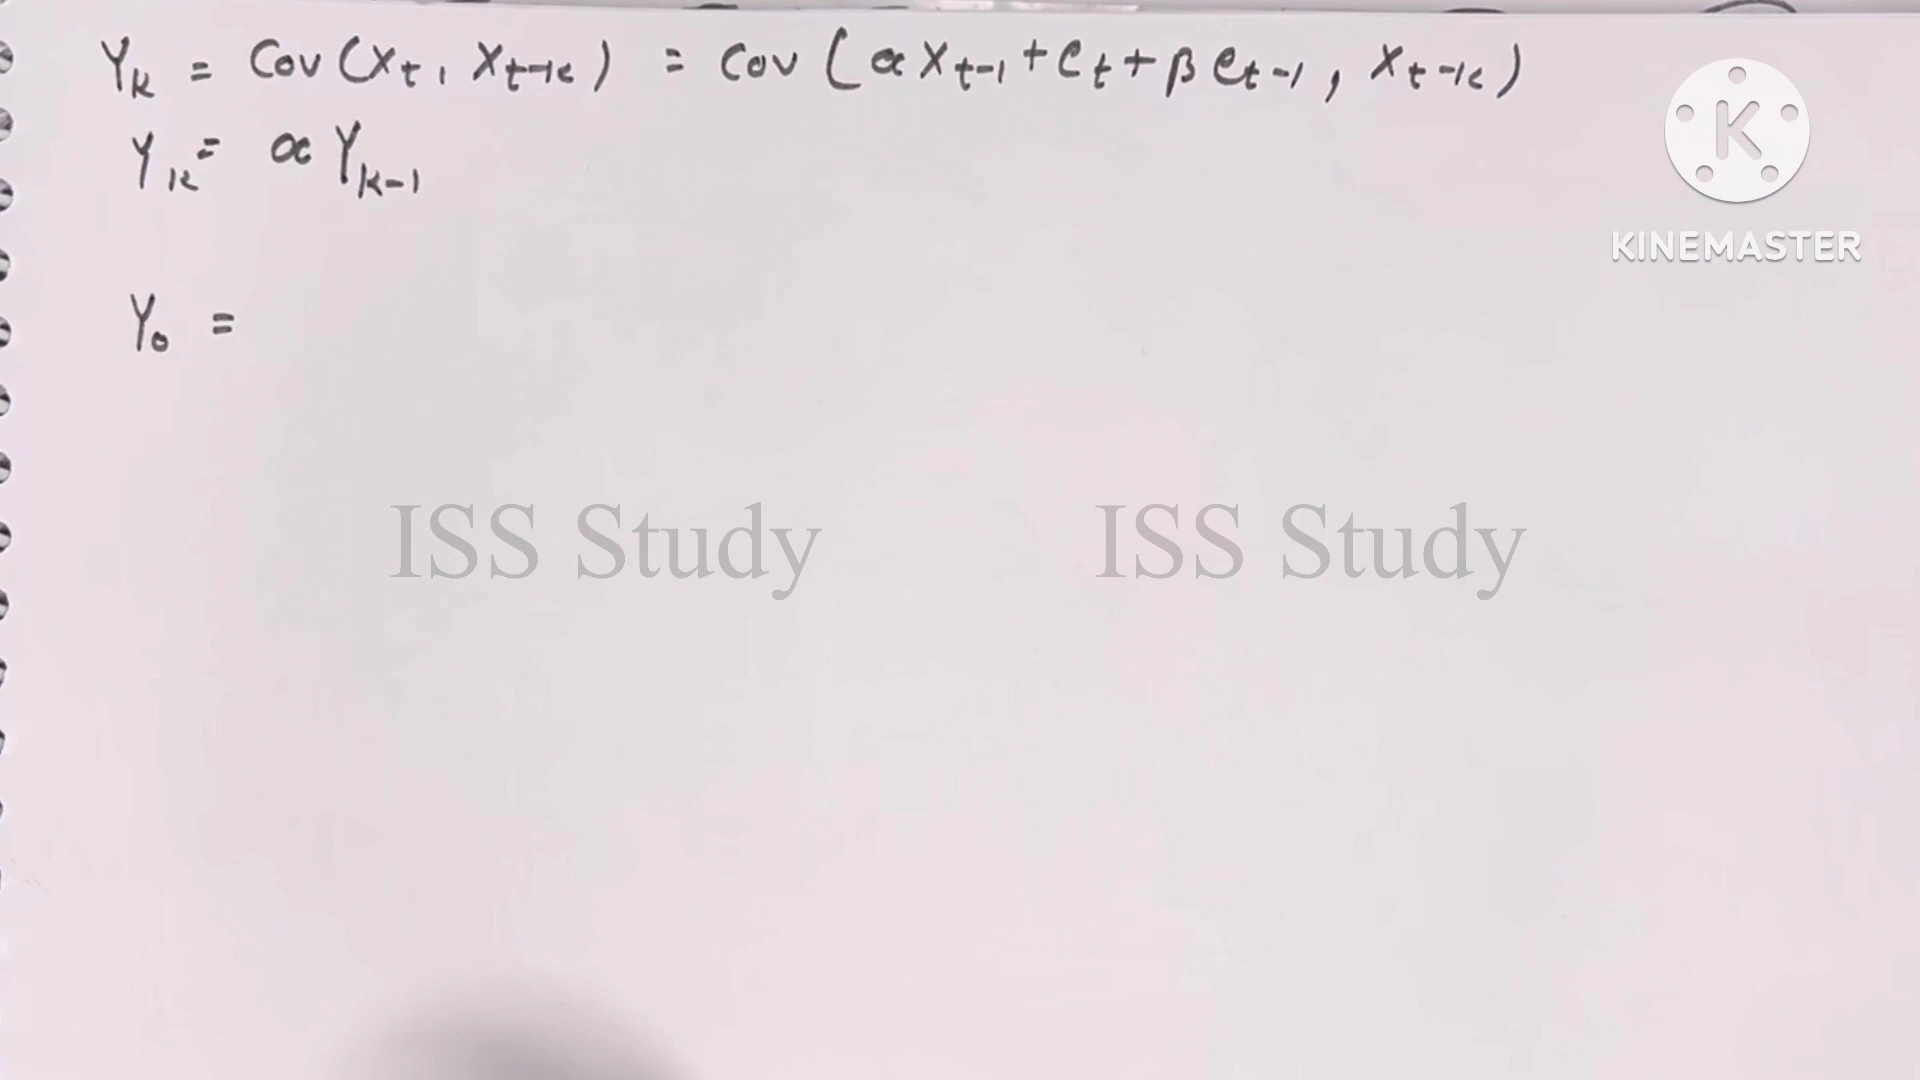 γk = Cov(Xt, Xt-k) = Cov(αXt-1 + et + βet-1, Xt-k)
γk = αγk-1
KINEMASTER
γ0 =
ISS Study ISS Study